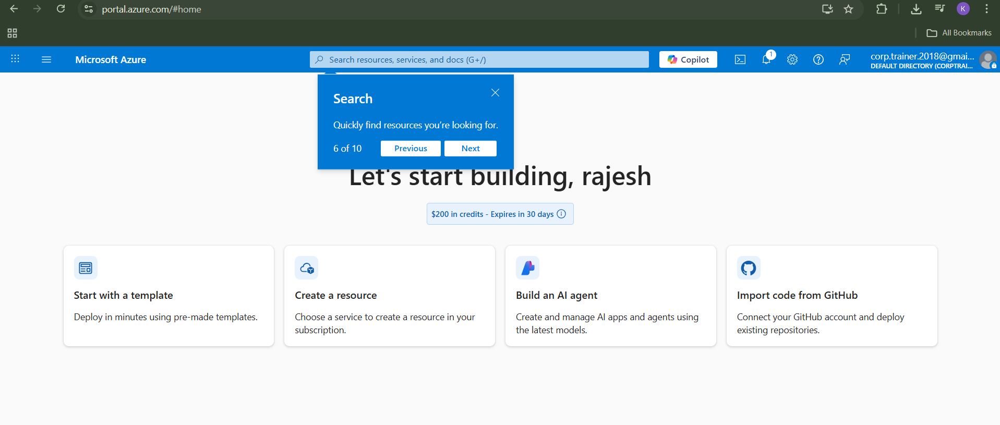 portal.azure.com/#home
K
All Bookmarks
Microsoft Azure
Search resources, services, and docs (G+/)
Copilot
1
corp.trainer.2018@gmai...
DEFAULT DIRECTORY (CORPTRAI...
Search
Quickly find resources you’re looking for.
6 of 10
Previous
Next
Let's start building, rajesh
$200 in credits - Expires in 30 days
Start with a template
Deploy in minutes using pre-made templates.
Create a resource
Choose a service to create a resource in your
subscription.
Build an AI agent
Create and manage AI apps and agents using
the latest models.
Import code from GitHub
Connect your GitHub account and deploy
existing repositories.